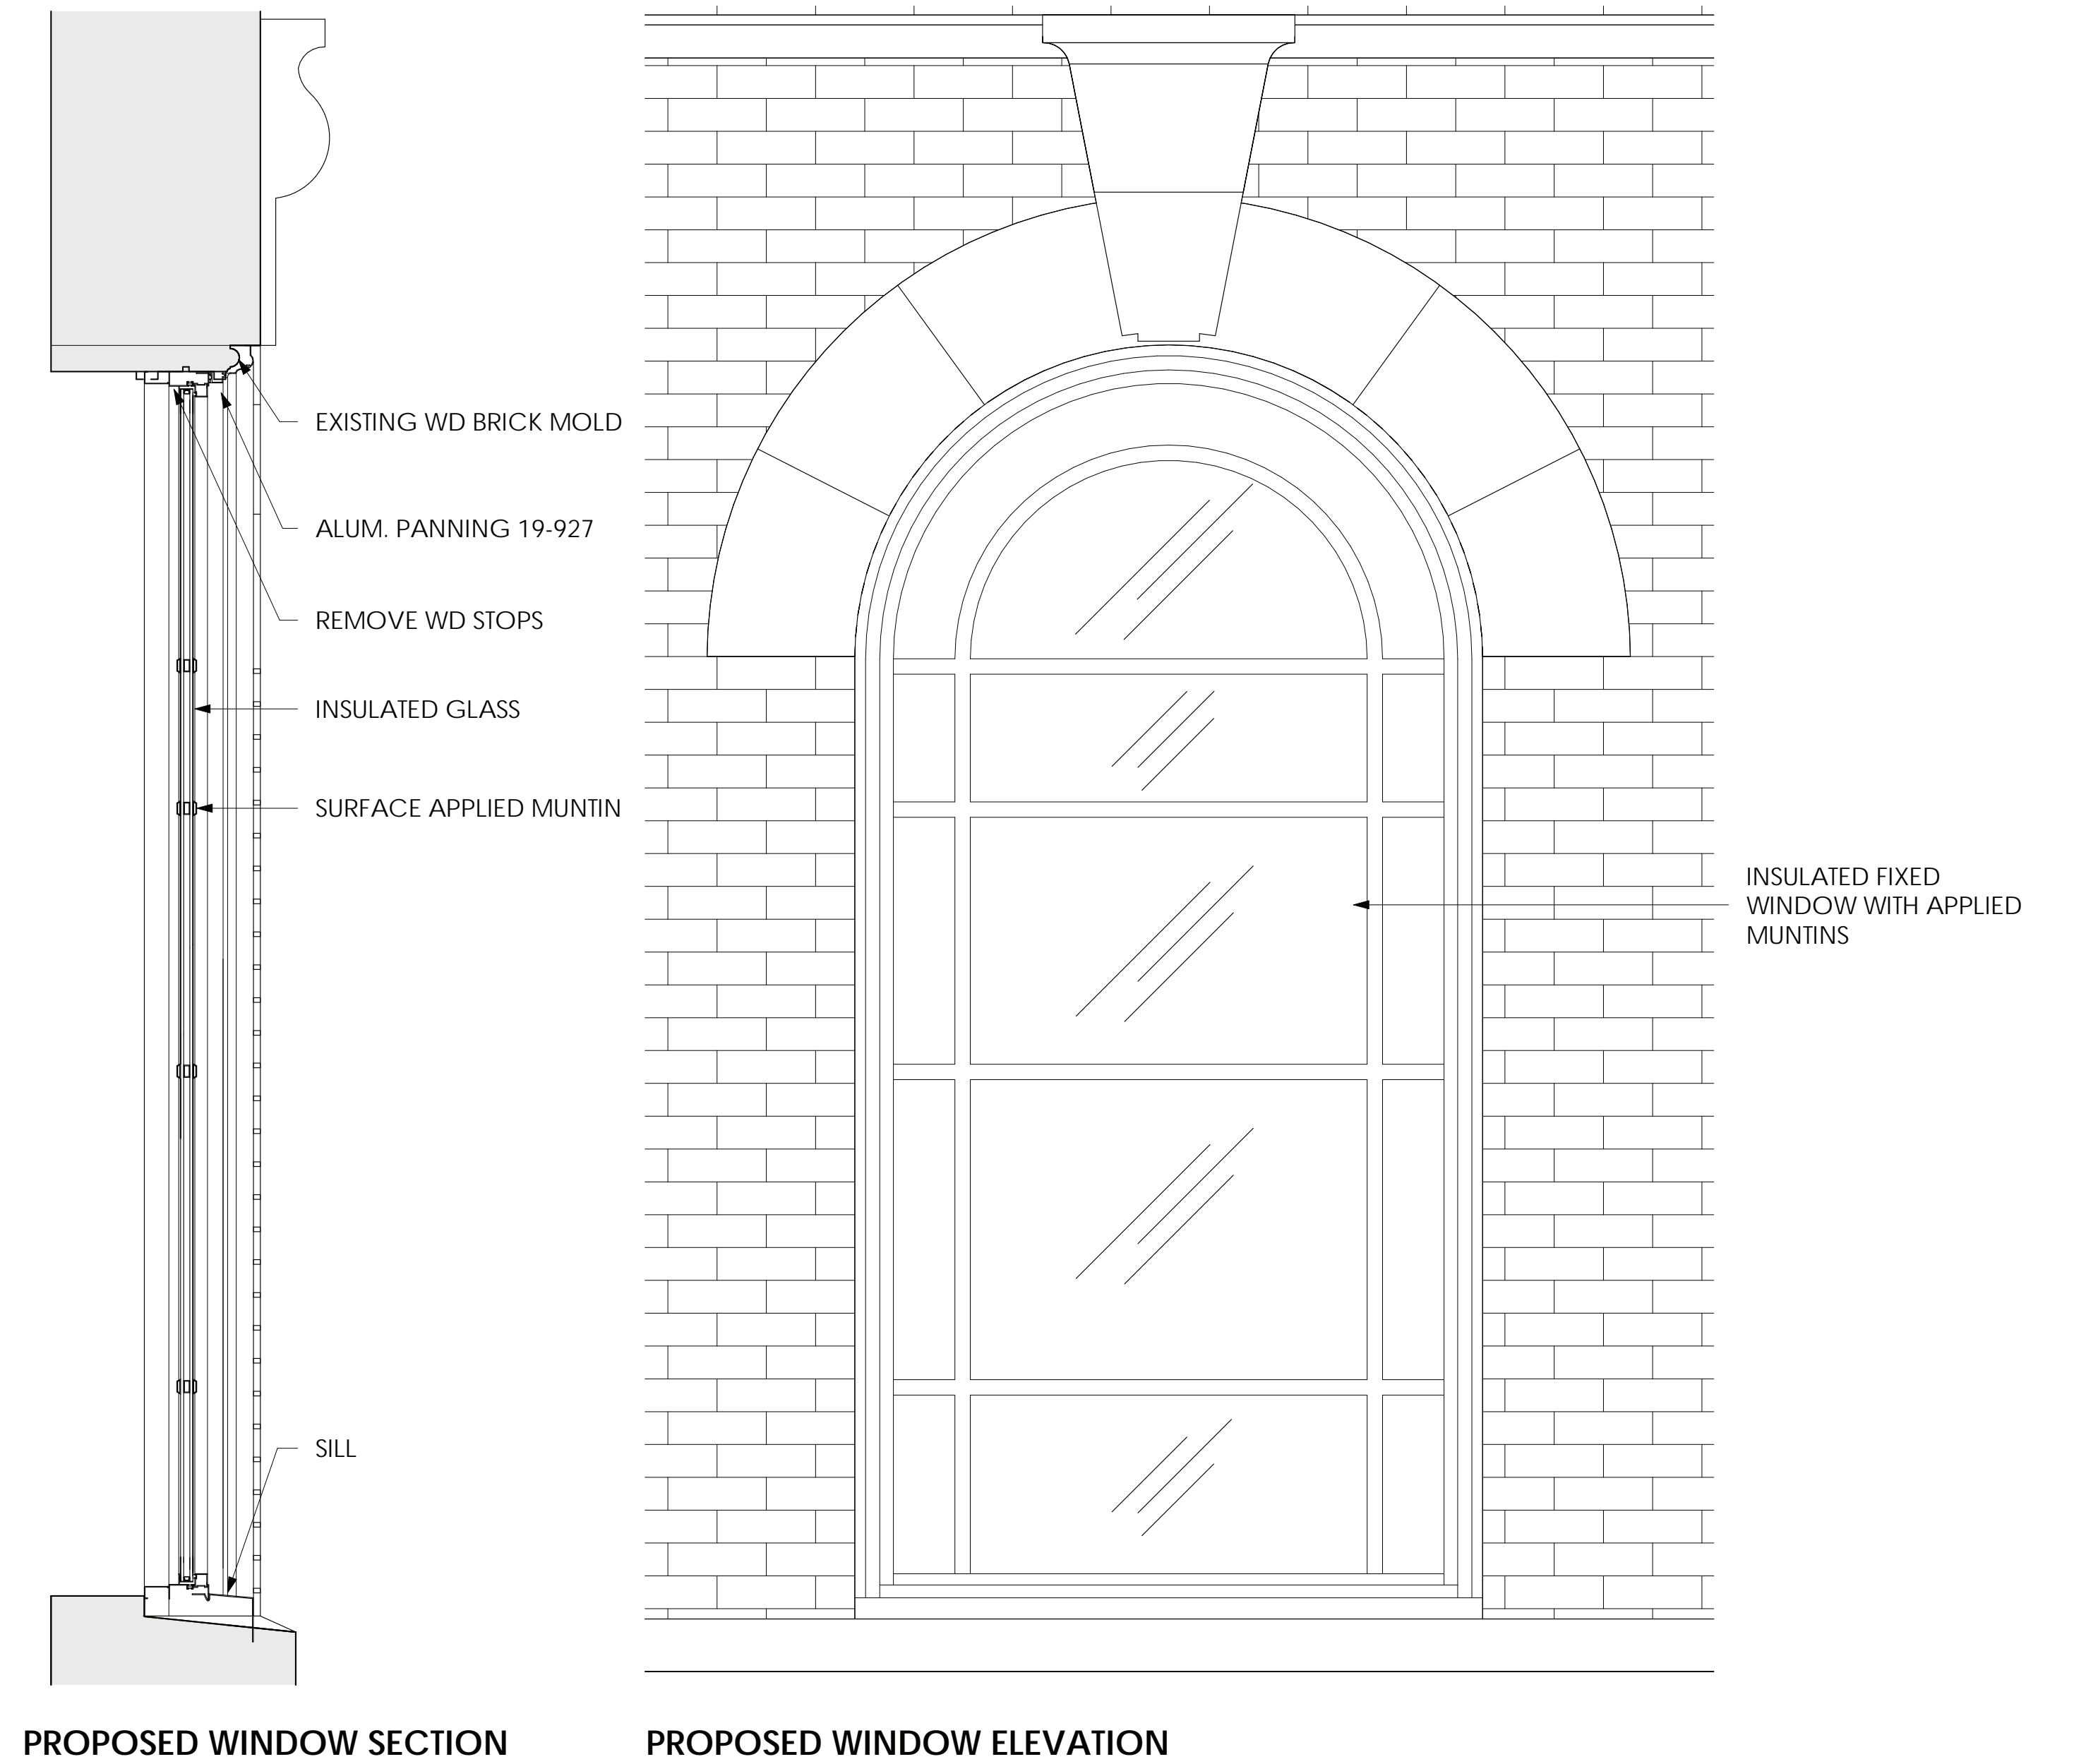 EXISTING WD BRICK MOLD
ALUM. PANNING 19-927
REMOVE WD STOPS
INSULATED GLASS
SURFACE APPLIED MUNTIN
SILL
INSULATED FIXED
WINDOW WITH APPLIED
MUNTINS
PROPOSED WINDOW SECTION
PROPOSED WINDOW ELEVATION